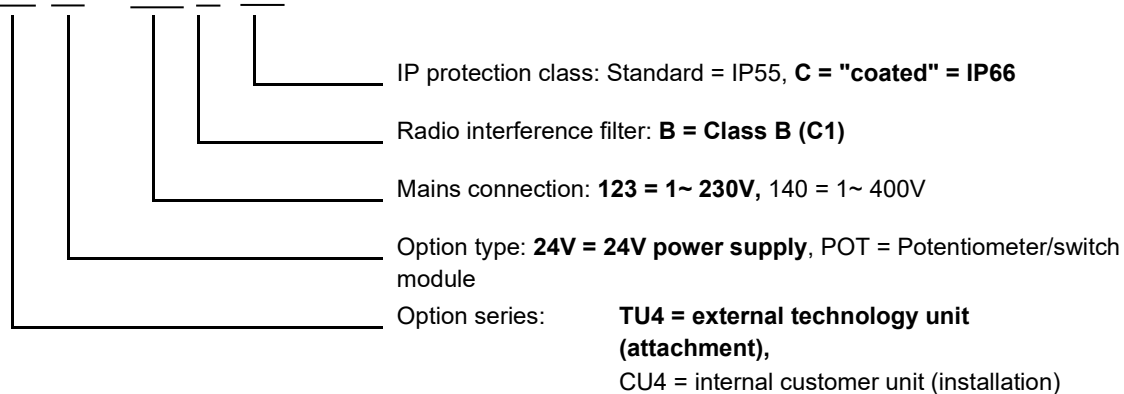 IP protection class: Standard = IP55, C = "coated" = IP66
Radio interference filter: B = Class B (C1)
Mains connection: 123 = 1~ 230V, 140 = 1~ 400V
Option type: 24V = 24V power supply, POT = Potentiometer/switch
module
Option series: TU4 = external technology unit
(attachment),
CU4 = internal customer unit (installation)